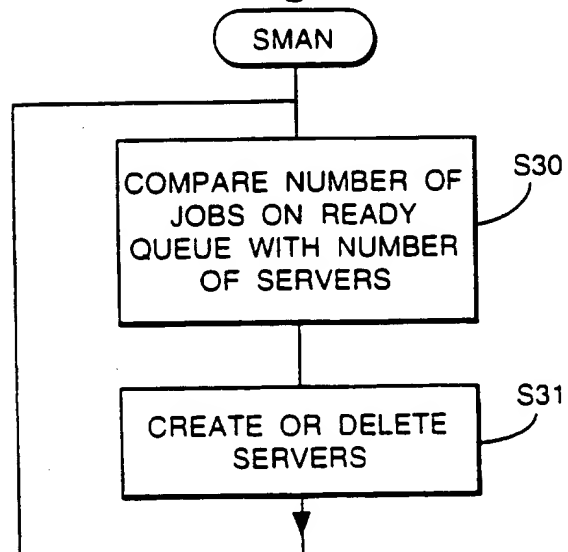 SMAN
COMPARE NUMBER OF
JOBS ON READY
QUEUE WITH NUMBER
OF SERVERS
S30
CREATE OR DELETE
SERVERS
S31